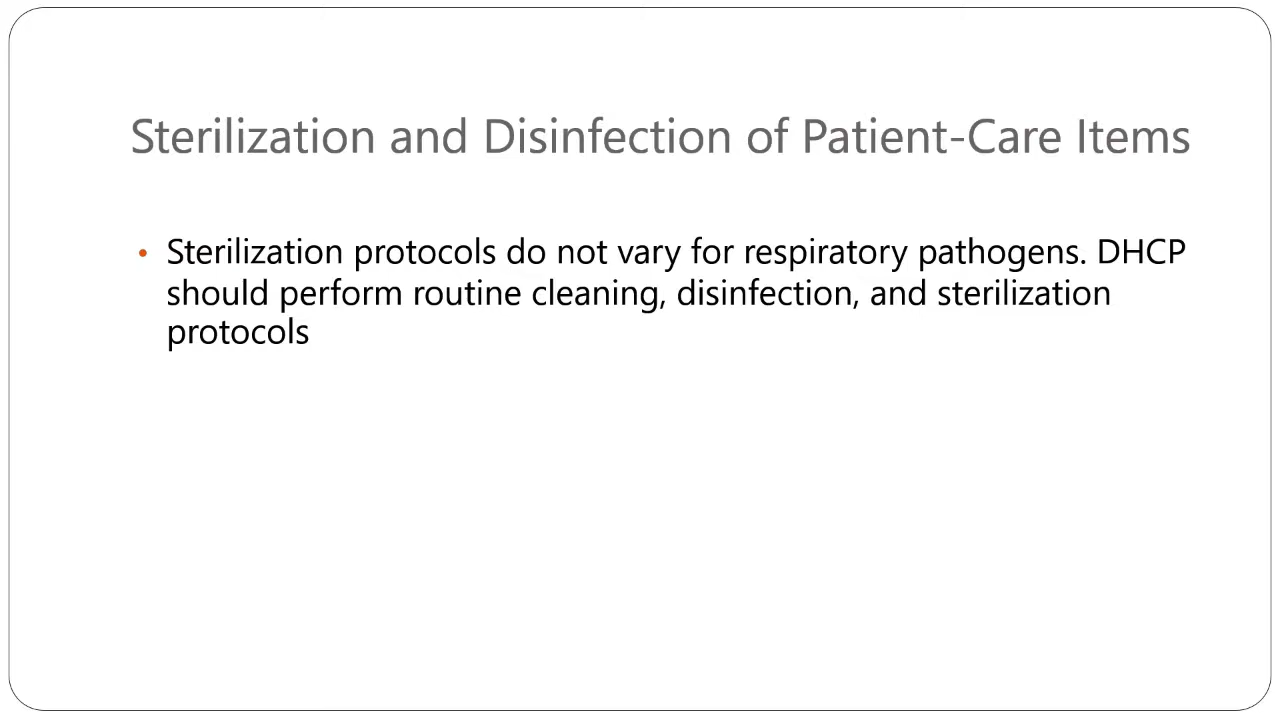 Sterilization and Disinfection of Patient-Care Items
• Sterilization protocols do not vary for respiratory pathogens. DHCP
should perform routine cleaning, disinfection, and sterilization
protocols